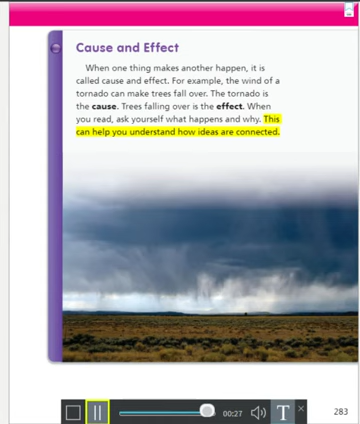 Cause and Effect
When one thing makes another happen, it is
called cause and effect. For example, the wind of a
tornado can make trees fall over. The tornado is
the cause. Trees falling over is the effect. When
you read, ask yourself what happens and why. This
can help you understand how ideas are connected.
00:27 T ×
283